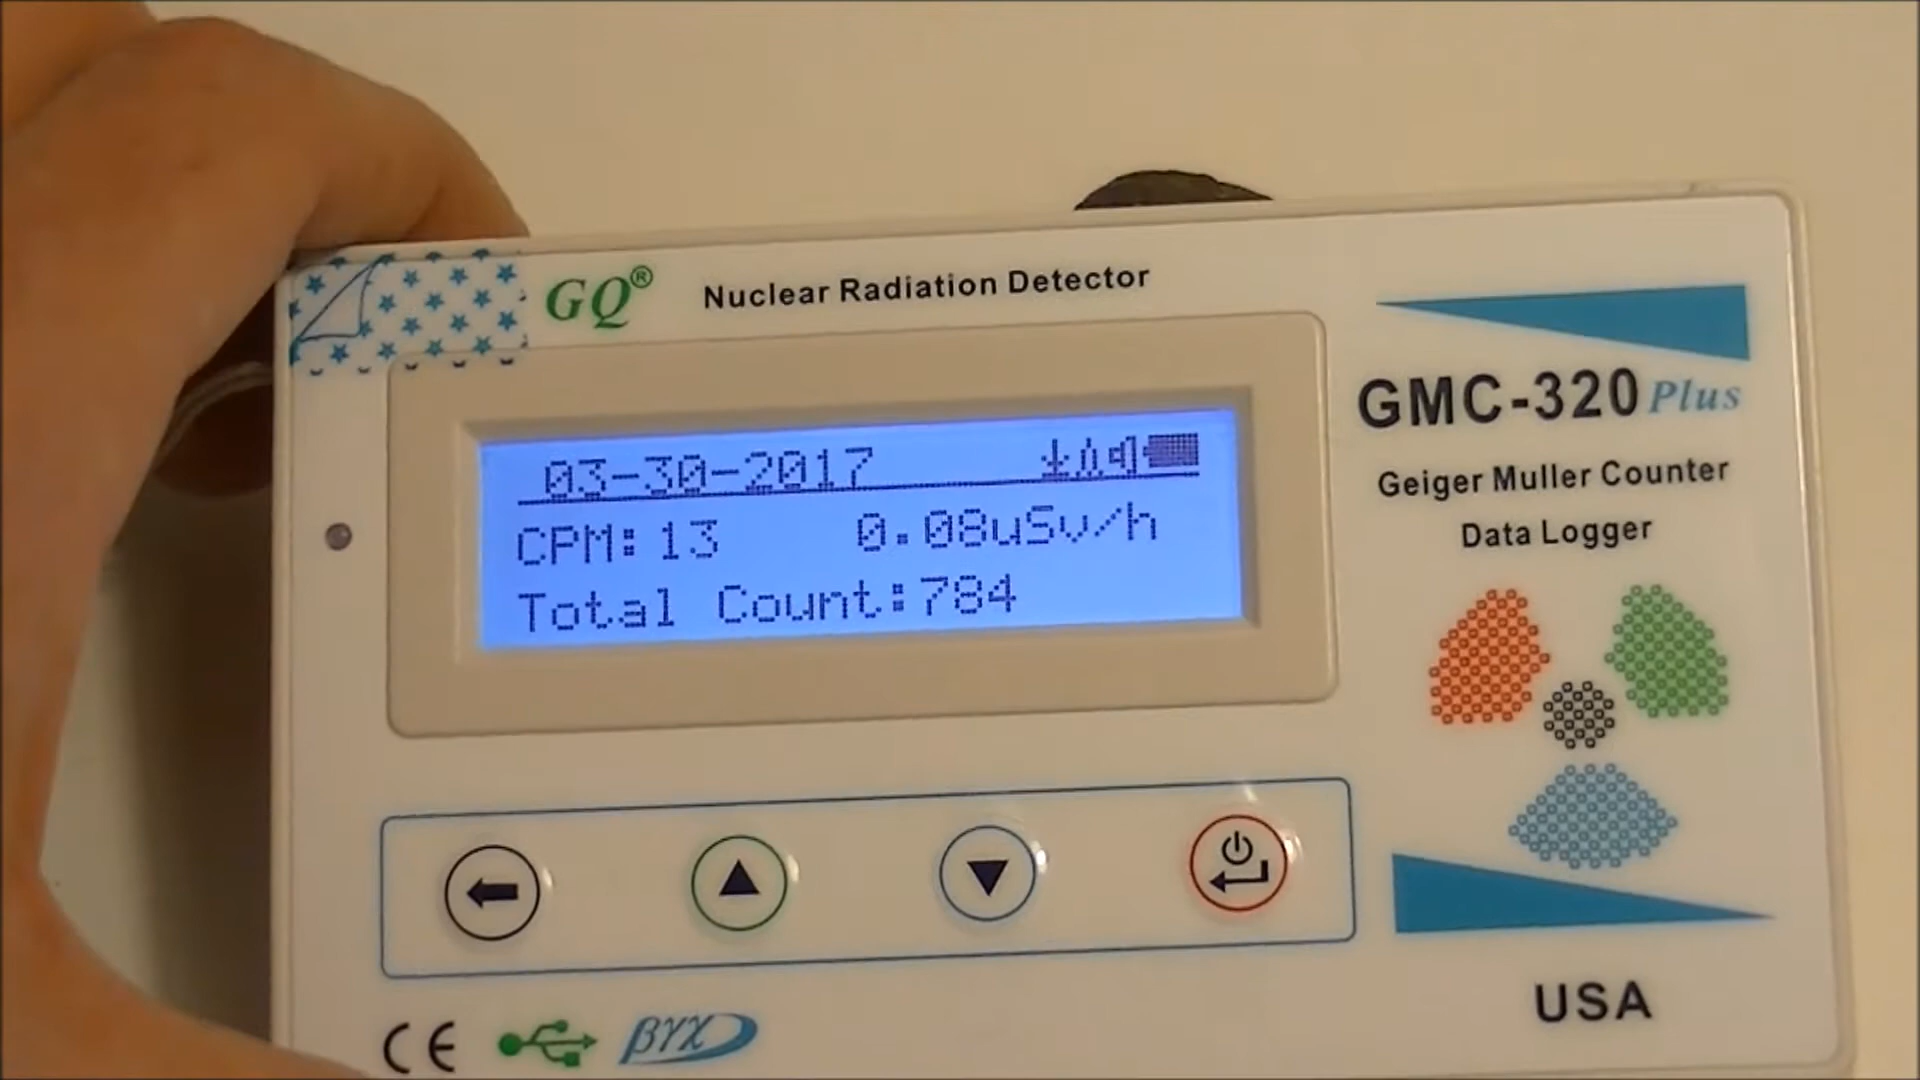 GQ®
Nuclear Radiation Detector
GMC-320 Plus
Geiger Muller Counter
Data Logger
03-30-2017
CPM:13 0.08uSv/h
Total Count:784
CE
βγχ
USA